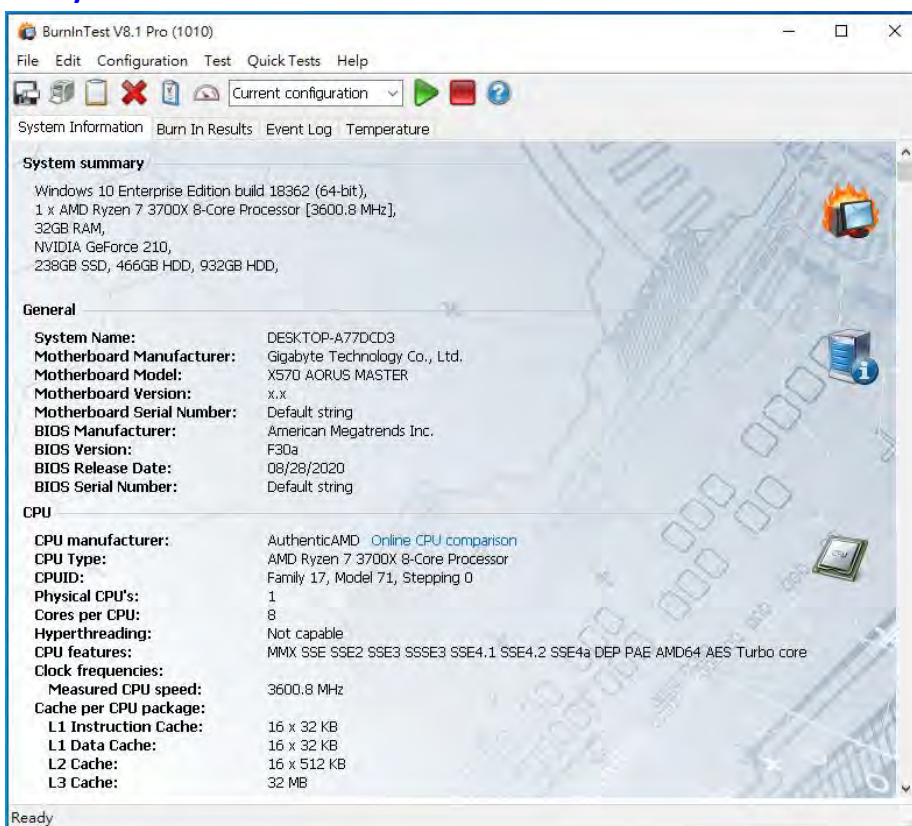 BurnInTest V8.1 Pro (1010)
File Edit Configuration Test Quick Tests Help
Current configuration
System Information Burn In Results Event Log Temperature
System summary
Windows 10 Enterprise Edition build 18362 (64-bit),
1 x AMD Ryzen 7 3700X 8-Core Processor [3600.8 MHz],
32GB RAM,
NVIDIA GeForce 210,
238GB SSD, 466GB HDD, 932GB HDD,
General
System Name: DESKTOP-A77DCD3
Motherboard Manufacturer: Gigabyte Technology Co., Ltd.
Motherboard Model: X570 AORUS MASTER
Motherboard Version: x.x
Motherboard Serial Number: Default string
BIOS Manufacturer: American Megatrends Inc.
BIOS Version: F30a
BIOS Release Date: 08/28/2020
BIOS Serial Number: Default string
CPU
CPU manufacturer: AuthenticAMD Online CPU comparison
CPU Type: AMD Ryzen 7 3700X 8-Core Processor
CPUID: Family 17, Model 71, Stepping 0
Physical CPU's: 1
Cores per CPU: 8
Hyperthreading: Not capable
CPU features: MMX SSE SSE2 SSE3 SSSE3 SSE4.1 SSE4.2 SSE4a DEP PAE AMD64 AES Turbo core
Clock frequencies:
Measured CPU speed: 3600.8 MHz
Cache per CPU package:
L1 Instruction Cache: 16 x 32 KB
L1 Data Cache: 16 x 32 KB
L2 Cache: 16 x 512 KB
L3 Cache: 32 MB
Ready